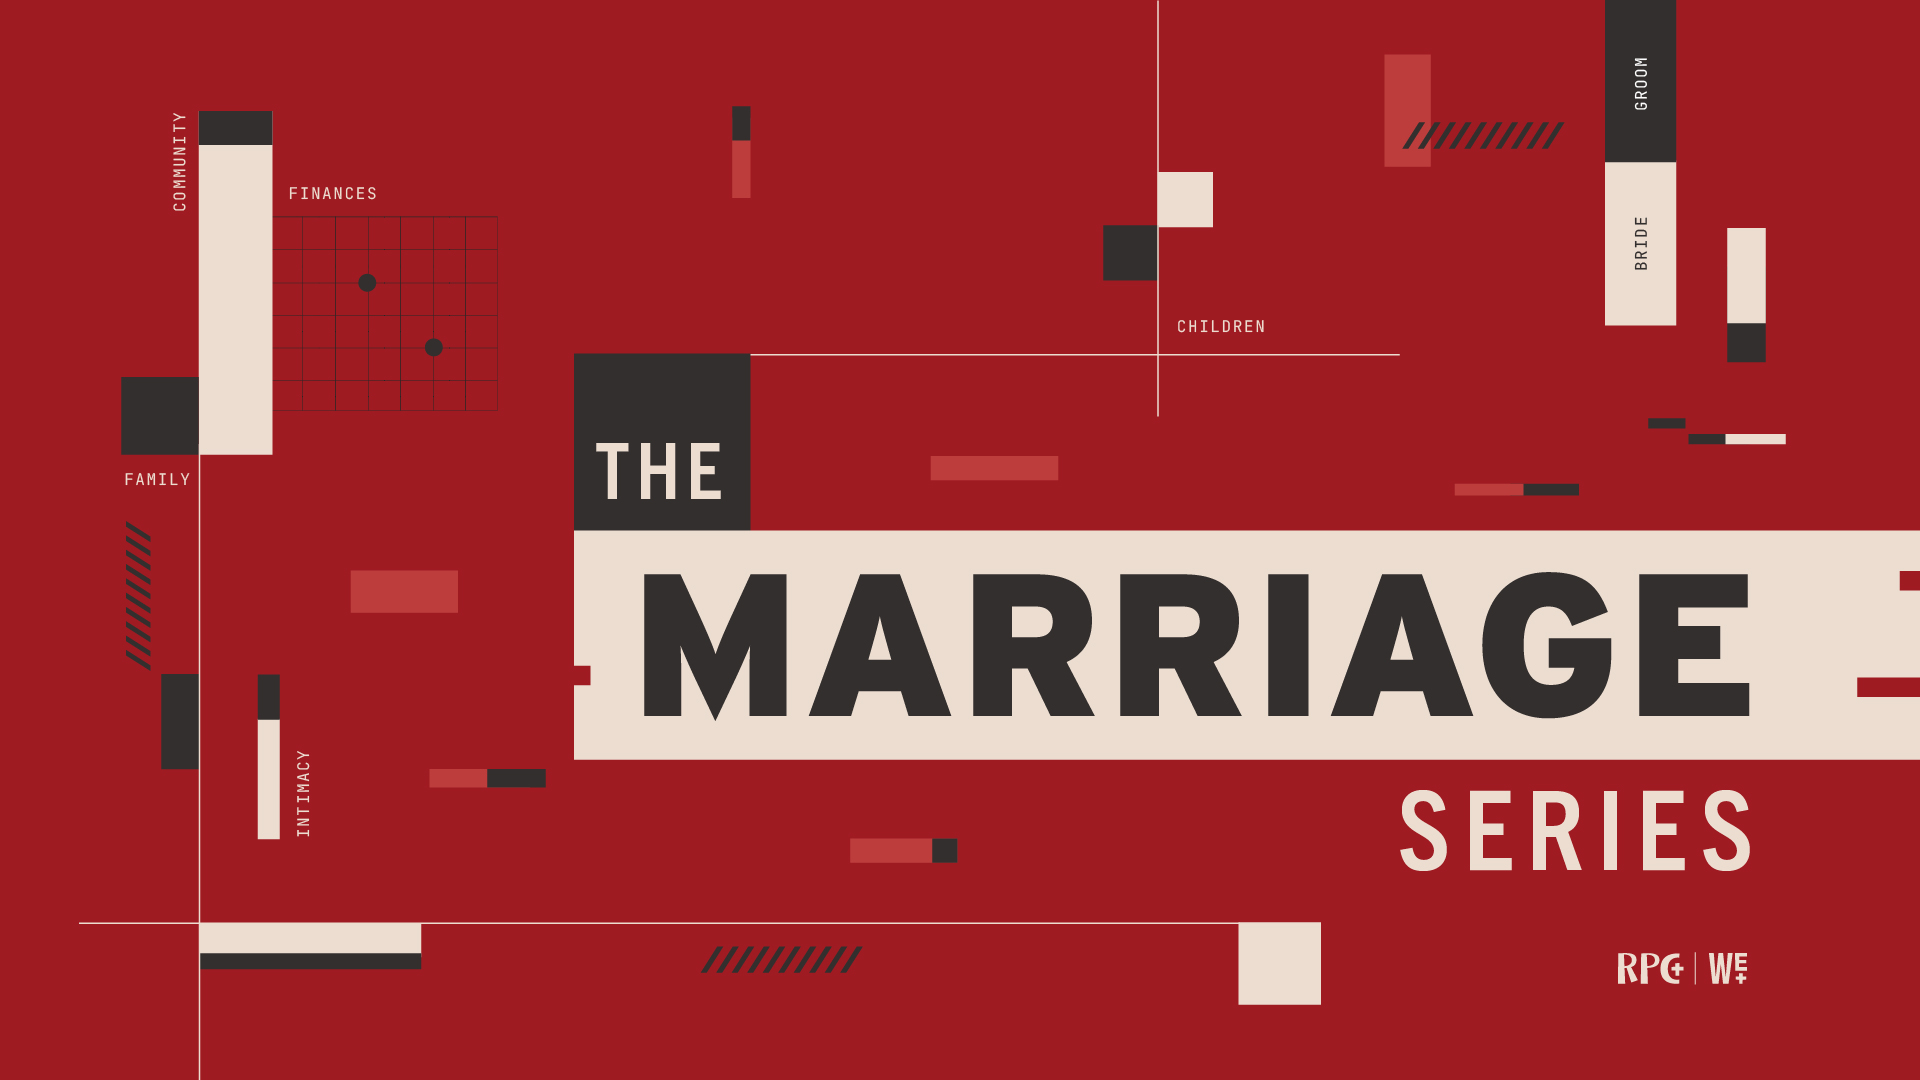 COMMUNITY
FINANCES
FAMILY
INTIMACY
CHILDREN
GROOM
BRIDE
THE
MARRIAGE
SERIES
RPC | WE